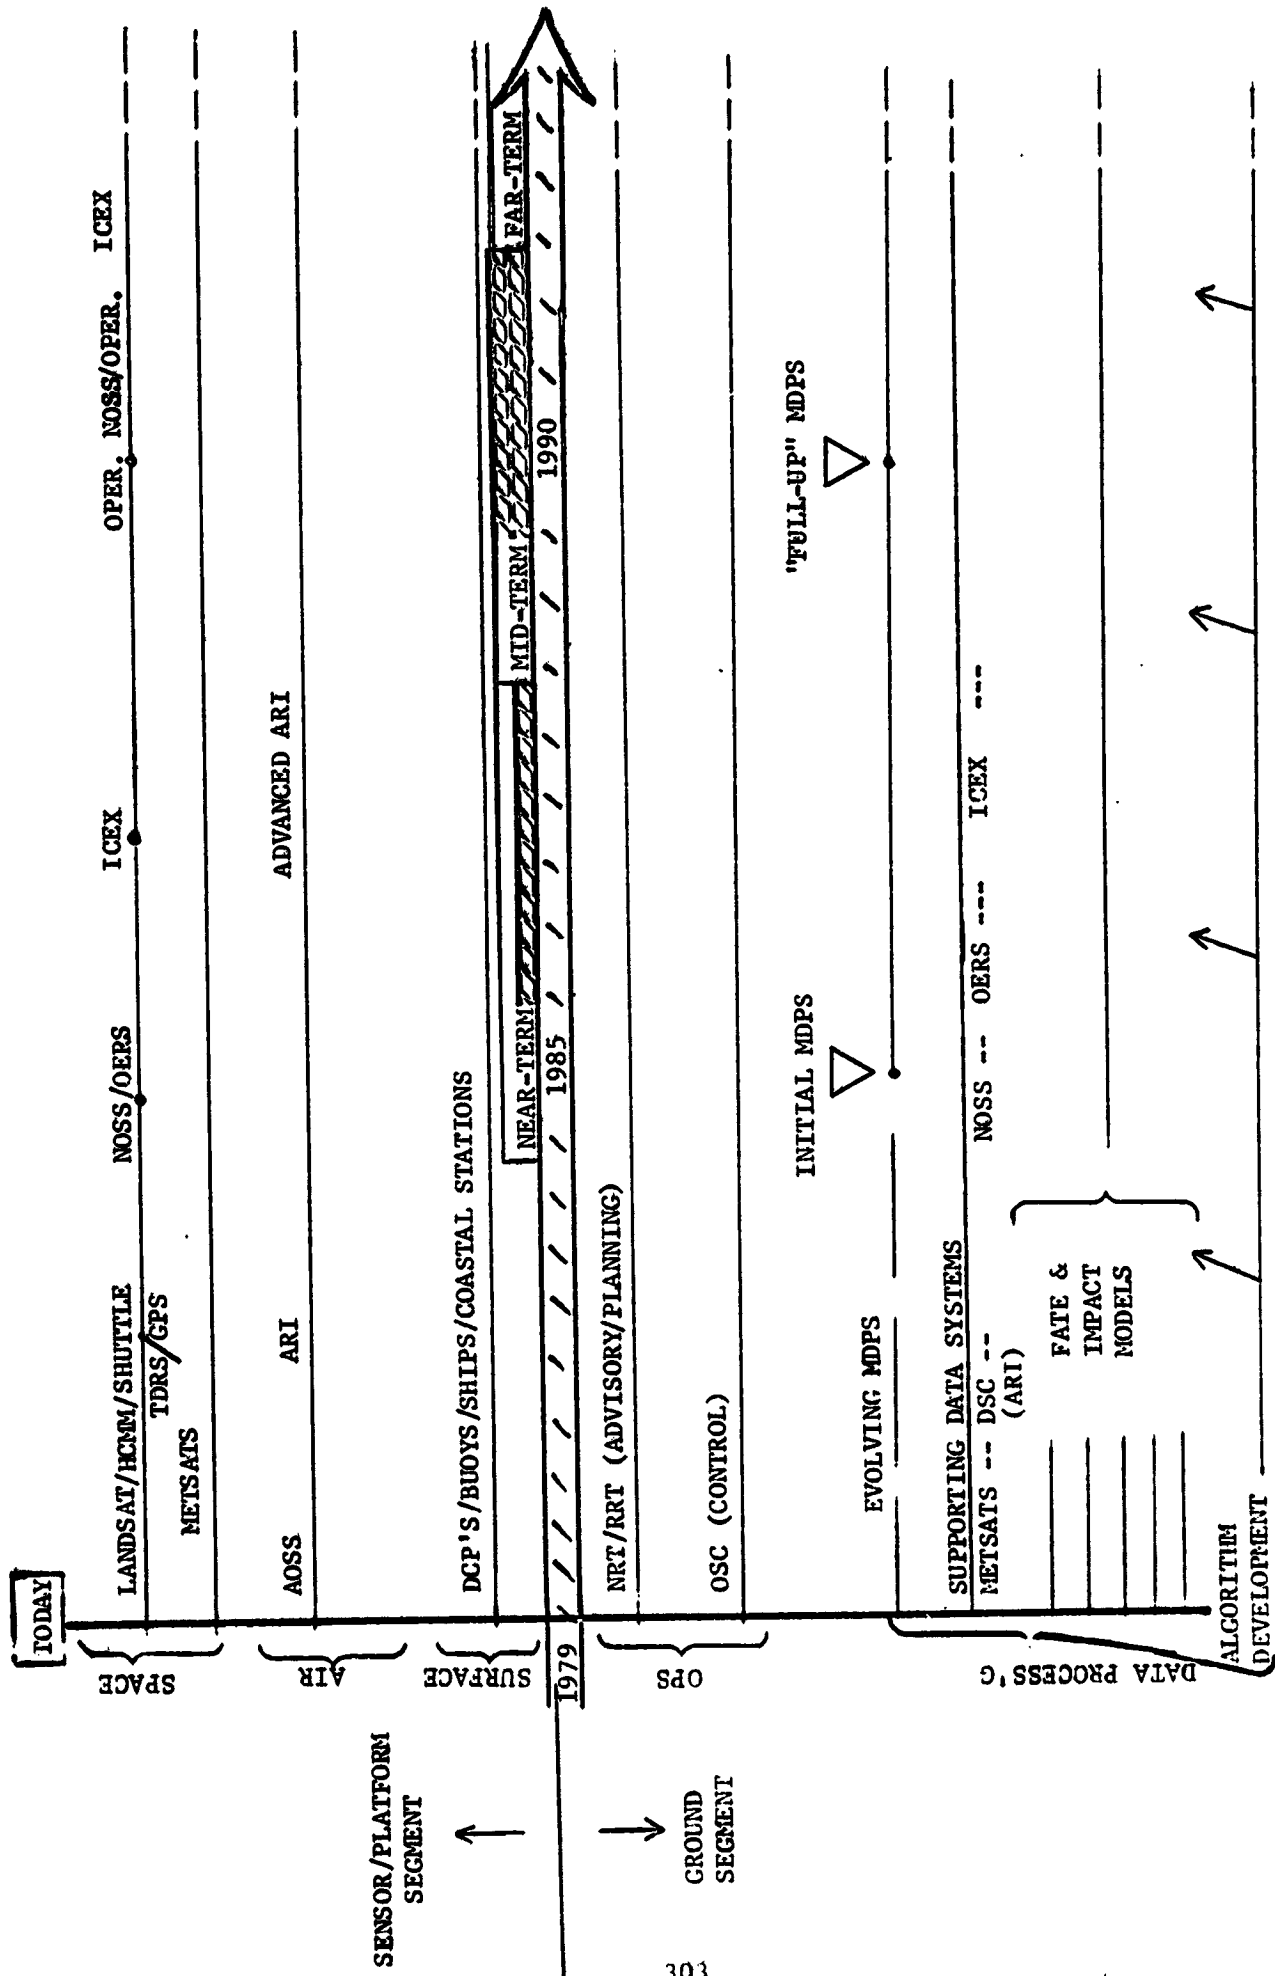 TODAY
SPACE
LANDSAT/HCMM/SHUTTLE
NOSS/OERS
ICEX
OPER. NOSS/OPER. ICEX
TDRS/GPS
METSATS
AIR
AOSS
ARI
ADVANCED ARI
SURFACE
DCP'S/BUOYS/SHIPS/COASTAL STATIONS
NEAR-TERM
MID-TERM
FAR-TERM
1979
1985
1990
SENSOR/PLATFORM
SEGMENT
GROUND
SEGMENT
OPS
NRT/RRT (ADVISORY/PLANNING)
OSC (CONTROL)
INITIAL MDPS
"FULL-UP" MDPS
DATA PROCESS'G
EVOLVING MDPS
SUPPORTING DATA SYSTEMS
METSATS -- DSC -- NOSS -- OERS --- ICEX ---
(ARI)
FATE &
IMPACT
MODELS
ALGORITHM
DEVELOPMENT
303